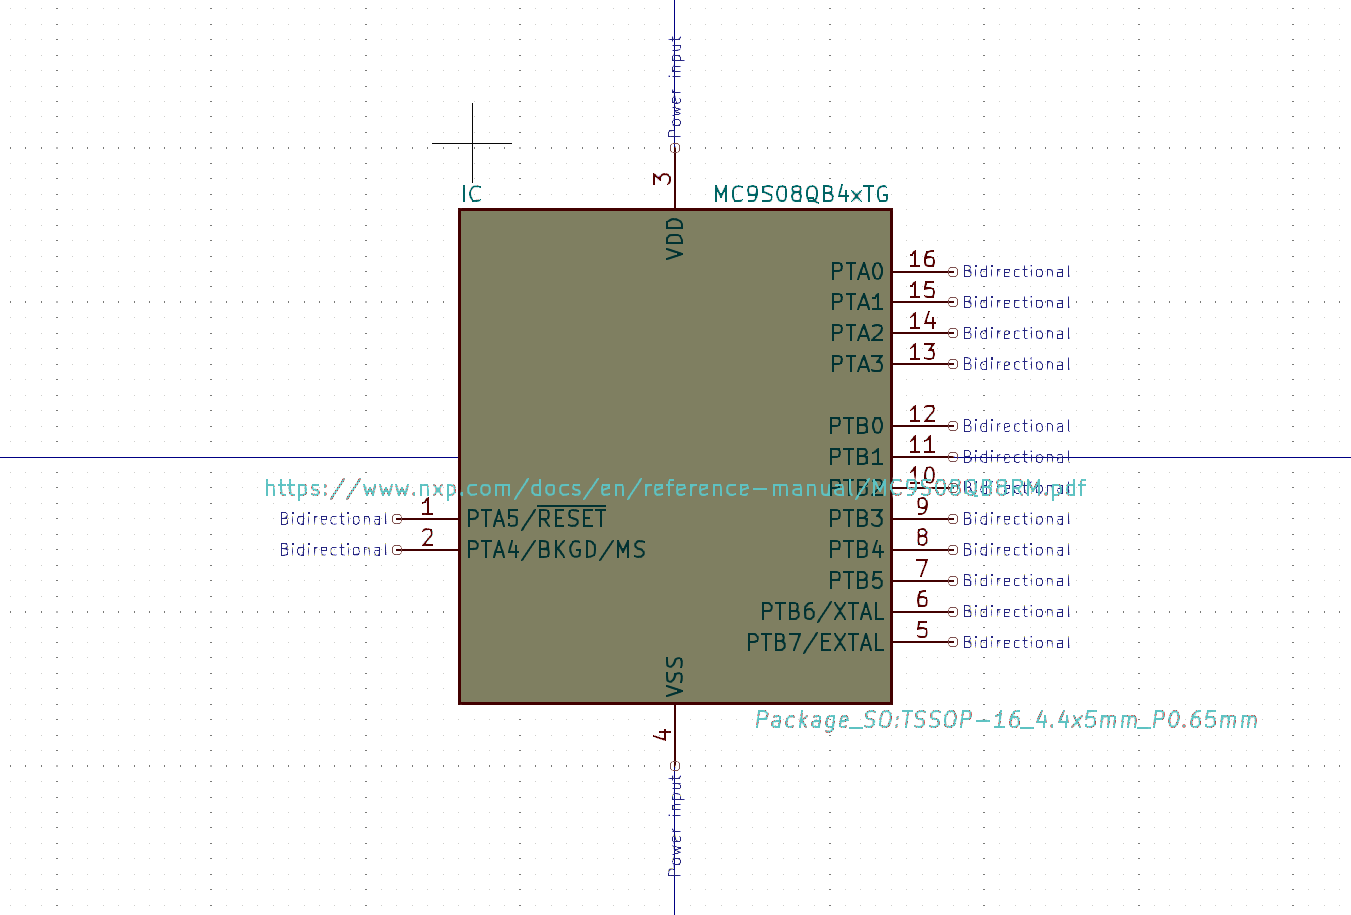 Power input
3
IC
MC9S08QB4xTG
VDD
PTA0 16 Bidirectional
PTA1 15 Bidirectional
PTA2 14 Bidirectional
PTA3 13 Bidirectional
PTB0 12 Bidirectional
PTB1 11 Bidirectional
PTB2 10 Bidirectional
https://www.nxp.com/docs/en/reference-manual/MC9S08QB8RM.pdf
Bidirectional 1 PTA5/RESET
PTB3 9 Bidirectional
Bidirectional 2 PTA4/BKGD/MS
PTB4 8 Bidirectional
PTB5 7 Bidirectional
PTB6/XTAL 6 Bidirectional
PTB7/EXTAL 5 Bidirectional
VSS
Package_SO:TSSOP-16_4.4x5mm_P0.65mm
4
Power input